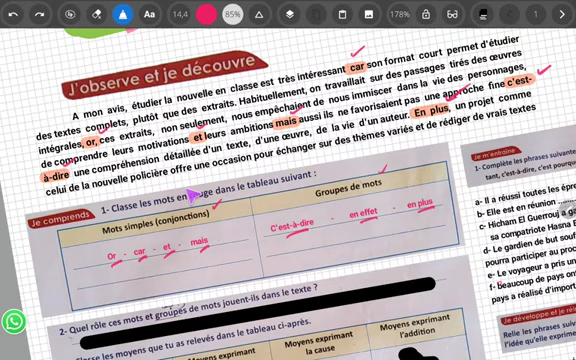 14,4
85%
178%
1
J'observe et je découvre
A mon avis, étudier la nouvelle en classe est très intéressant car son format court permet d'étudier
des textes complets, plutôt que des extraits. Habituellement, on travaillait sur des passages tirés des œuvres
intégrales, or, ces extraits, non seulement, nous empêchaient de nous immiscer dans la vie des personnages,
de comprendre leurs motivations et leurs ambitions mais aussi ils ne favorisaient pas une approche fine c'est-
à-dire une compréhension détaillée d'un texte, d'une œuvre, de la vie d'un auteur. En plus, un projet comme
celui de la nouvelle policière offre une occasion pour échanger sur des thèmes variés et de rédiger de vrais textes
Je comprends
1- Classe les mots en rouge dans le tableau suivant :
Mots simples (conjonctions)
Groupes de mots
Or - car - et - mais
C'est-à-dire - en effet - en plus
2- Quel rôle ces mots et groupes de mots jouent-ils dans le texte ?
Classe les moyens que tu as relevés dans le tableau ci-après.
Moyens exprimant
Moyens exprimant
la cause
Moyens exprimant
l'addition
Je m'entraîne
1- Complète les phrases suivante
tant, c'est-à-dire, c'est pourquoi
a- Il a réussi toutes les épre
b- Elle est en réunion
c- Hicham El Guerrouj a ga
sa compatriote Hasna B
d- Le gardien de but souf
pourra participer au proc
e- Le voyageur a pris un
f- Beaucoup de pays on
pays a réalisé d'import
Je développe et je réin
Relie les phrases suiv
l'idée qu'elle exprime